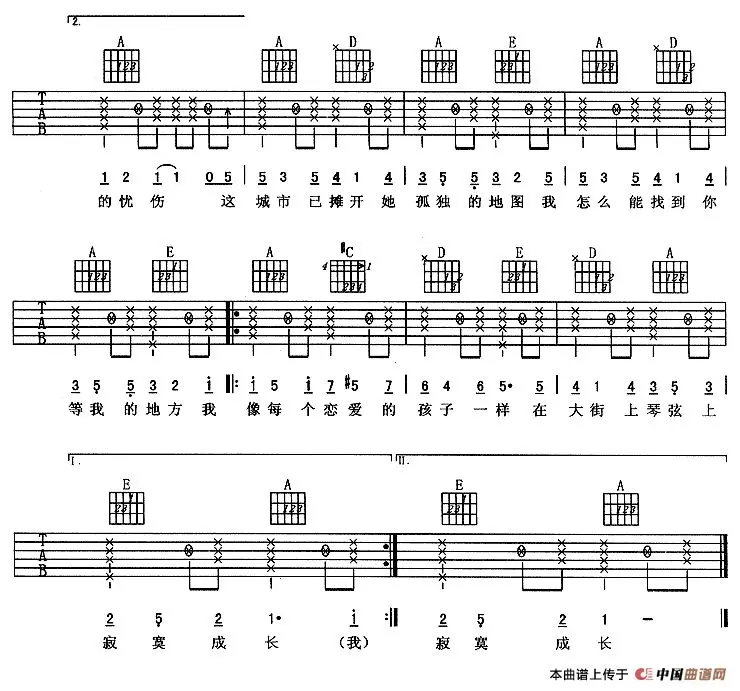 2.
A A D A E A D
T A B
1 2 1 1 0 5 | 5 3 4 4 1 4 | 3 5 5 3 2 4 | 5 3 5 3 1 4
的忧伤 这 城市已摊开她 孤独的地图我 怎么能找到你
A E A #C D E D A
4 1
T A B
3 5 5 3 2 i |: i 5 i 7 #5 7 | 6 4 6 5· 5 | 4 1 4 3 5 3
等我的地方我 像每个恋爱的 孩子一样在 大街上琴弦上
I. II.
E A E A
T A B
2 5 2 1· i :| 2 5 2 1 —
寂寞成长(我) 寂寞成长
本曲谱上传于 中国曲谱网